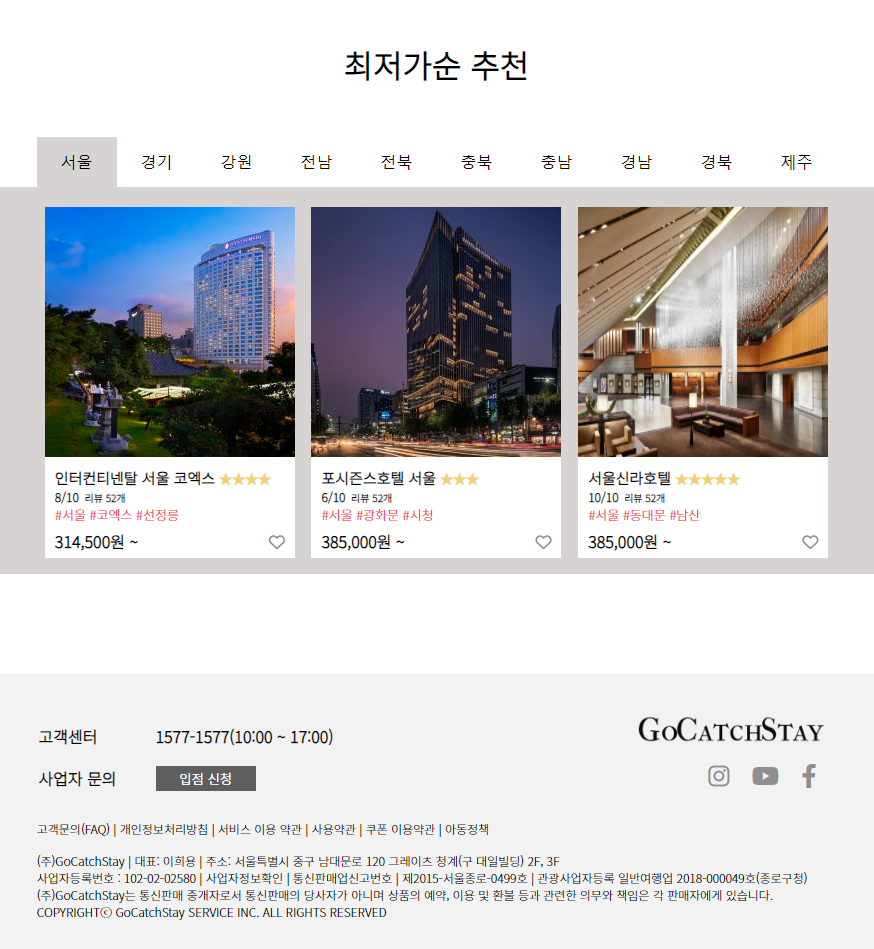 최저가순 추천
서울 경기 강원 전남 전북 충북 충남 경남 경북 제주
인터컨티넨탈 서울 코엑스
8/10 리뷰 52개
#서울 #코엑스 #선정릉
314,500원 ~
포시즌스호텔 서울
6/10 리뷰 52개
#서울 #광화문 #시청
385,000원 ~
서울신라호텔
10/10 리뷰 52개
#서울 #동대문 #남산
385,000원 ~
고객센터 1577-1577(10:00 ~ 17:00)
사업자 문의 입점 신청
GoCatchStay
고객문의(FAQ) | 개인정보처리방침 | 서비스 이용 약관 | 사용약관 | 쿠폰 이용약관 | 아동정책
(주)GoCatchStay | 대표: 이희용 | 주소: 서울특별시 중구 남대문로 120 그레이츠 청계(구 대일빌딩) 2F, 3F
사업자등록번호 : 102-02-02580 | 사업자정보확인 | 통신판매업신고번호 | 제2015-서울종로-0499호 | 관광사업자등록 일반여행업 2018-000049호(종로구청)
(주)GoCatchStay는 통신판매 중개자로서 통신판매의 당사자가 아니며 상품의 예약, 이용 및 환불 등과 관련한 의무와 책임은 각 판매자에게 있습니다.
COPYRIGHTⓒ GoCatchStay SERVICE INC. ALL RIGHTS RESERVED